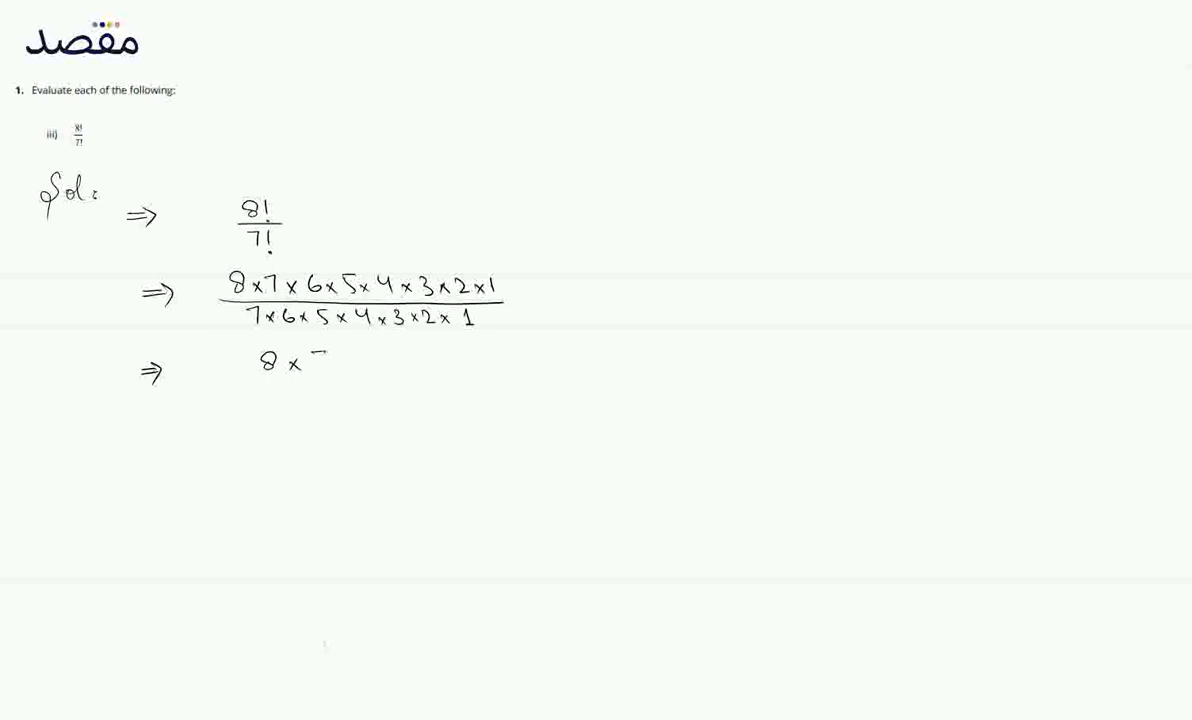 مقصد
1. Evaluate each of the following:
iii) 8!/7!
Sol:
⇒ 8!/7!
⇒ 8×7×6×5×4×3×2×1
7×6×5×4×3×2×1
⇒ 8×